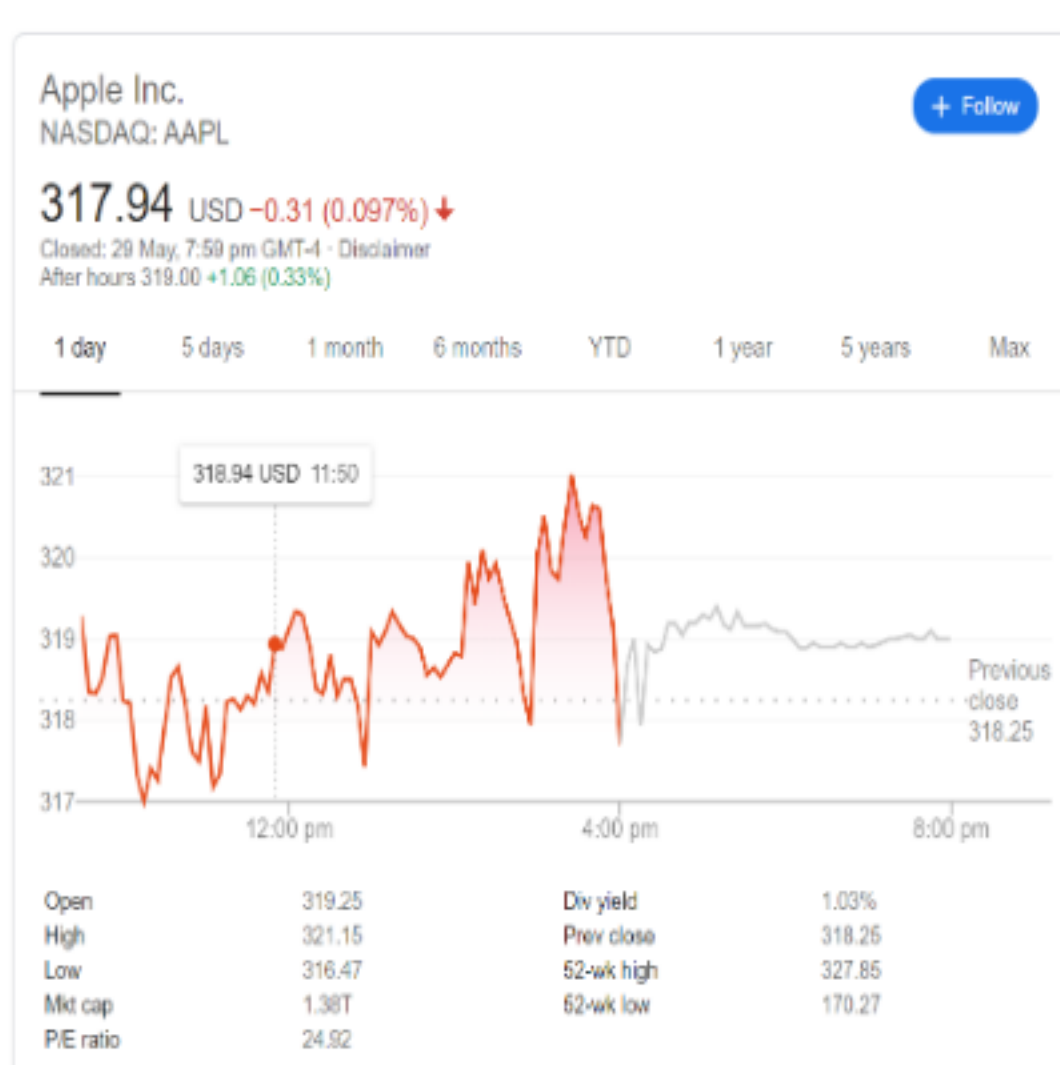 Apple Inc.
+ Follow
NASDAQ: AAPL
317.94 USD −0.31 (0.097%) ↓
Closed: 29 May, 7:59 pm GMT-4 · Disclaimer
After hours 319.00 +1.06 (0.33%)
1 day 5 days 1 month 6 months YTD 1 year 5 years Max
318.94 USD 11:50
321
320
319
318
317
Previous
close
318.25
12:00 pm 4:00 pm 8:00 pm
Open 319.25 Div yield 1.03%
High 321.15 Prev close 318.25
Low 316.47 52-wk high 327.85
Mkt cap 1.38T 52-wk low 170.27
P/E ratio 24.92